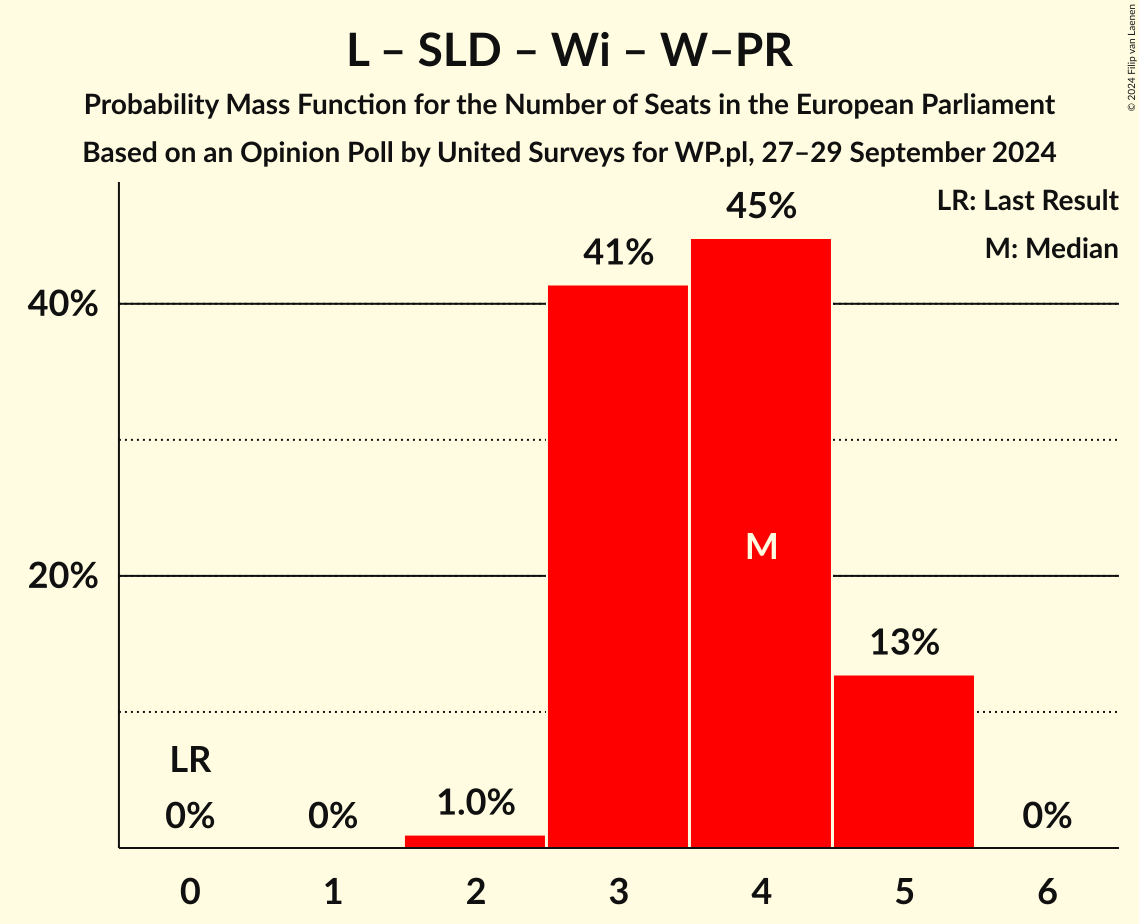 L – SLD – Wi – W–PR
Probability Mass Function for the Number of Seats in the European Parliament
Based on an Opinion Poll by United Surveys for WP.pl, 27–29 September 2024
© 2024 Filip van Laenen
LR: Last Result
M: Median
45%
41%
40%
M
20%
13%
LR
0%
0%
1.0%
0%
0
1
2
3
4
5
6